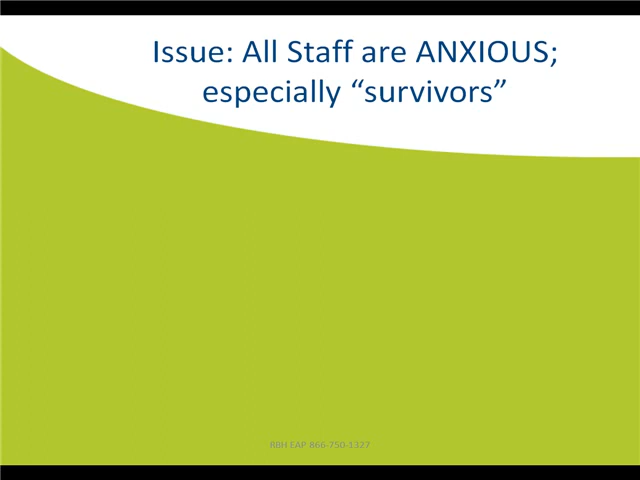 Issue: All Staff are ANXIOUS;
especially “survivors”
RBH EAP 866-750-1327